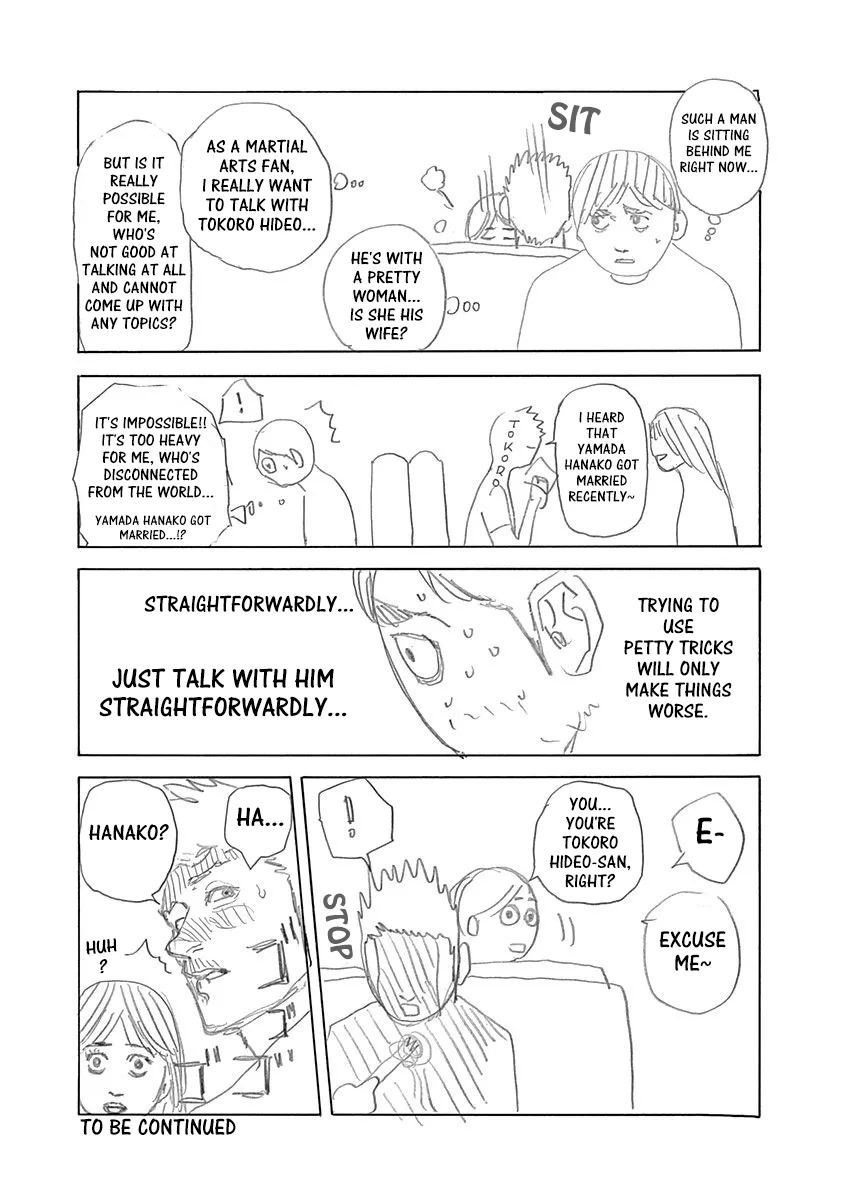 SUCH A MAN
IS SITTING
BEHIND ME
RIGHT NOW...
SIT
AS A MARTIAL
ARTS FAN,
I REALLY WANT
TO TALK WITH
TOKORO HIDEO...
HE'S WITH
A PRETTY
WOMAN...
IS SHE HIS
WIFE?
BUT IS IT
REALLY
POSSIBLE
FOR ME,
WHO'S
NOT GOOD AT
TALKING AT ALL
AND CANNOT
COME UP WITH
ANY TOPICS?
I HEARD
THAT
YAMADA
HANAKO GOT
MARRIED
RECENTLY~
TOKORO
!
IT'S IMPOSSIBLE!!
IT'S TOO HEAVY
FOR ME, WHO'S
DISCONNECTED
FROM THE WORLD...
YAMADA HANAKO GOT
MARRIED...!?
TRYING TO
USE
PETTY TRICKS
WILL ONLY
MAKE THINGS
WORSE.
STRAIGHTFORWARDLY...
JUST TALK WITH HIM
STRAIGHTFORWARDLY...
E-
EXCUSE
ME~
YOU...
YOU'RE
TOKORO
HIDEO-SAN,
RIGHT?
!
STOP
HA...
HANAKO?
HUH
?
TO BE CONTINUED